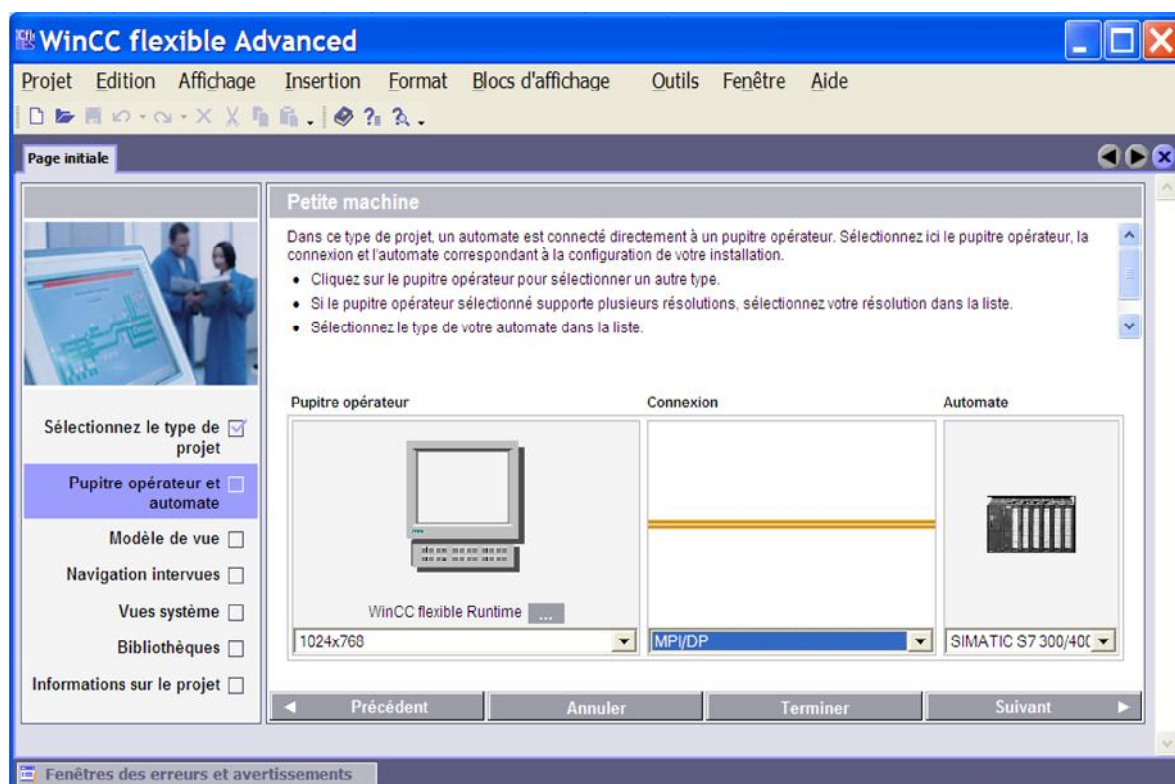 WinCC flexible Advanced
Projet Edition Affichage Insertion Format Blocs d'affichage Outils Fenêtre Aide
Page initiale
Petite machine
Dans ce type de projet, un automate est connecté directement à un pupitre opérateur. Sélectionnez ici le pupitre opérateur, la
connexion et l'automate correspondant à la configuration de votre installation.
• Cliquez sur le pupitre opérateur pour sélectionner un autre type.
• Si le pupitre opérateur sélectionné supporte plusieurs résolutions, sélectionnez votre résolution dans la liste.
• Sélectionnez le type de votre automate dans la liste.
Sélectionnez le type de
projet
Pupitre opérateur et
automate
Modèle de vue
Navigation intervues
Vues système
Bibliothèques
Informations sur le projet
Pupitre opérateur Connexion Automate
WinCC flexible Runtime ...
1024x768 MPI/DP SIMATIC S7 300/400
Précédent Annuler Terminer Suivant
Fenêtres des erreurs et avertissements